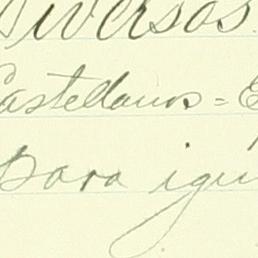 Diversos.
Castellanos = E
para igu